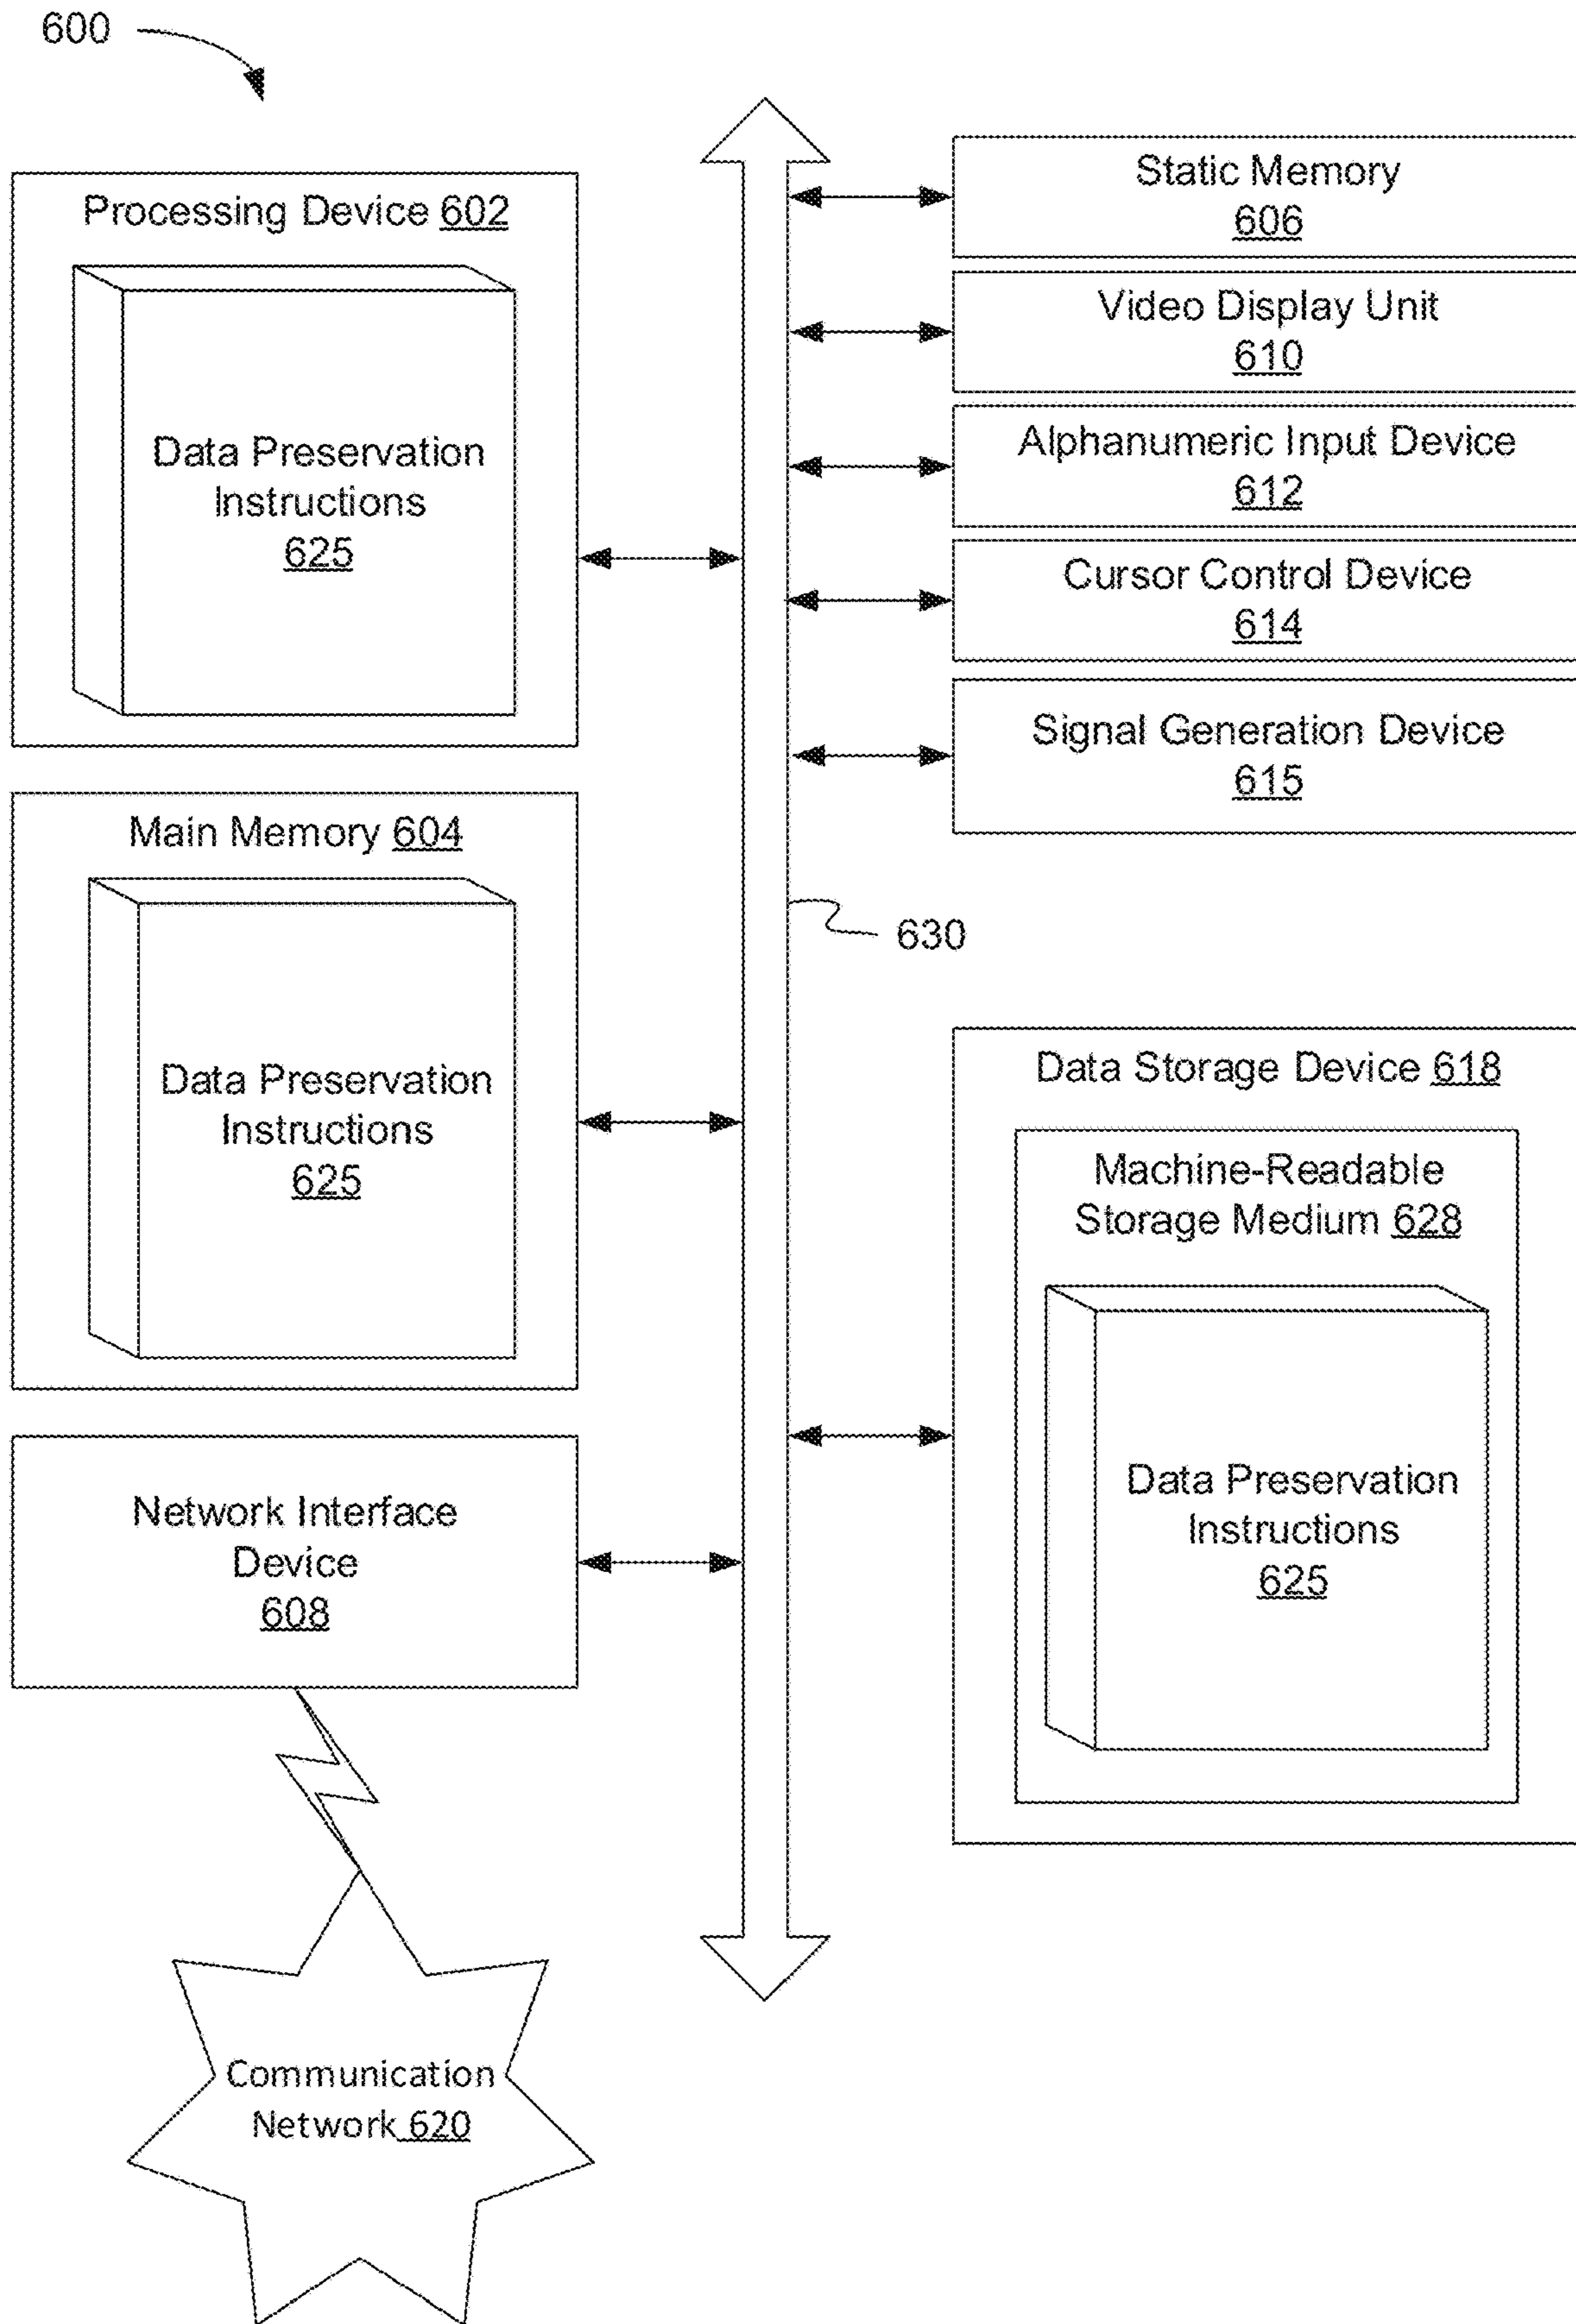 600
Processing Device 602
Data Preservation
Instructions
625
Main Memory 604
Data Preservation
Instructions
625
Network Interface
Device
608
Communication
Network 620
Static Memory
606
Video Display Unit
610
Alphanumeric Input Device
612
Cursor Control Device
614
Signal Generation Device
615
630
Data Storage Device 618
Machine-Readable
Storage Medium 628
Data Preservation
Instructions
625